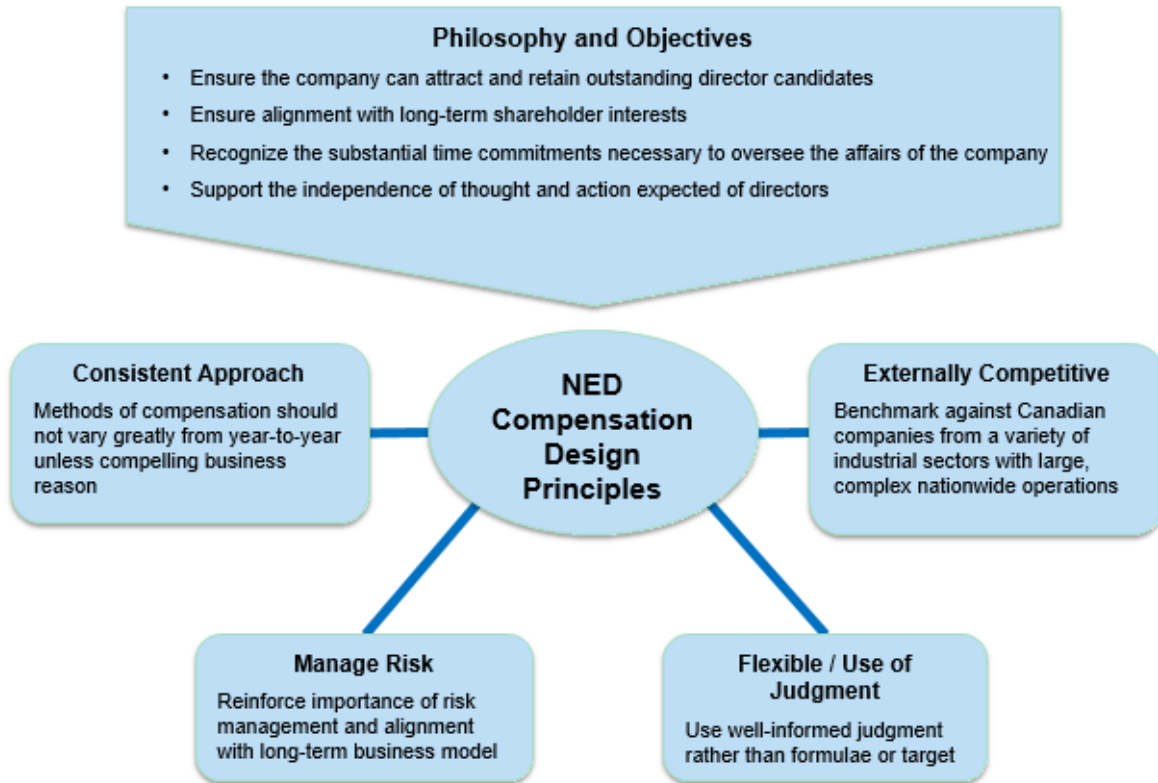 Philosophy and Objectives
• Ensure the company can attract and retain outstanding director candidates
• Ensure alignment with long-term shareholder interests
• Recognize the substantial time commitments necessary to oversee the affairs of the company
• Support the independence of thought and action expected of directors
NED
Compensation
Design
Principles
Consistent Approach
Methods of compensation should
not vary greatly from year-to-year
unless compelling business
reason
Externally Competitive
Benchmark against Canadian
companies from a variety of
industrial sectors with large,
complex nationwide operations
Manage Risk
Reinforce importance of risk
management and alignment
with long-term business model
Flexible / Use of
Judgment
Use well-informed judgment
rather than formulae or target